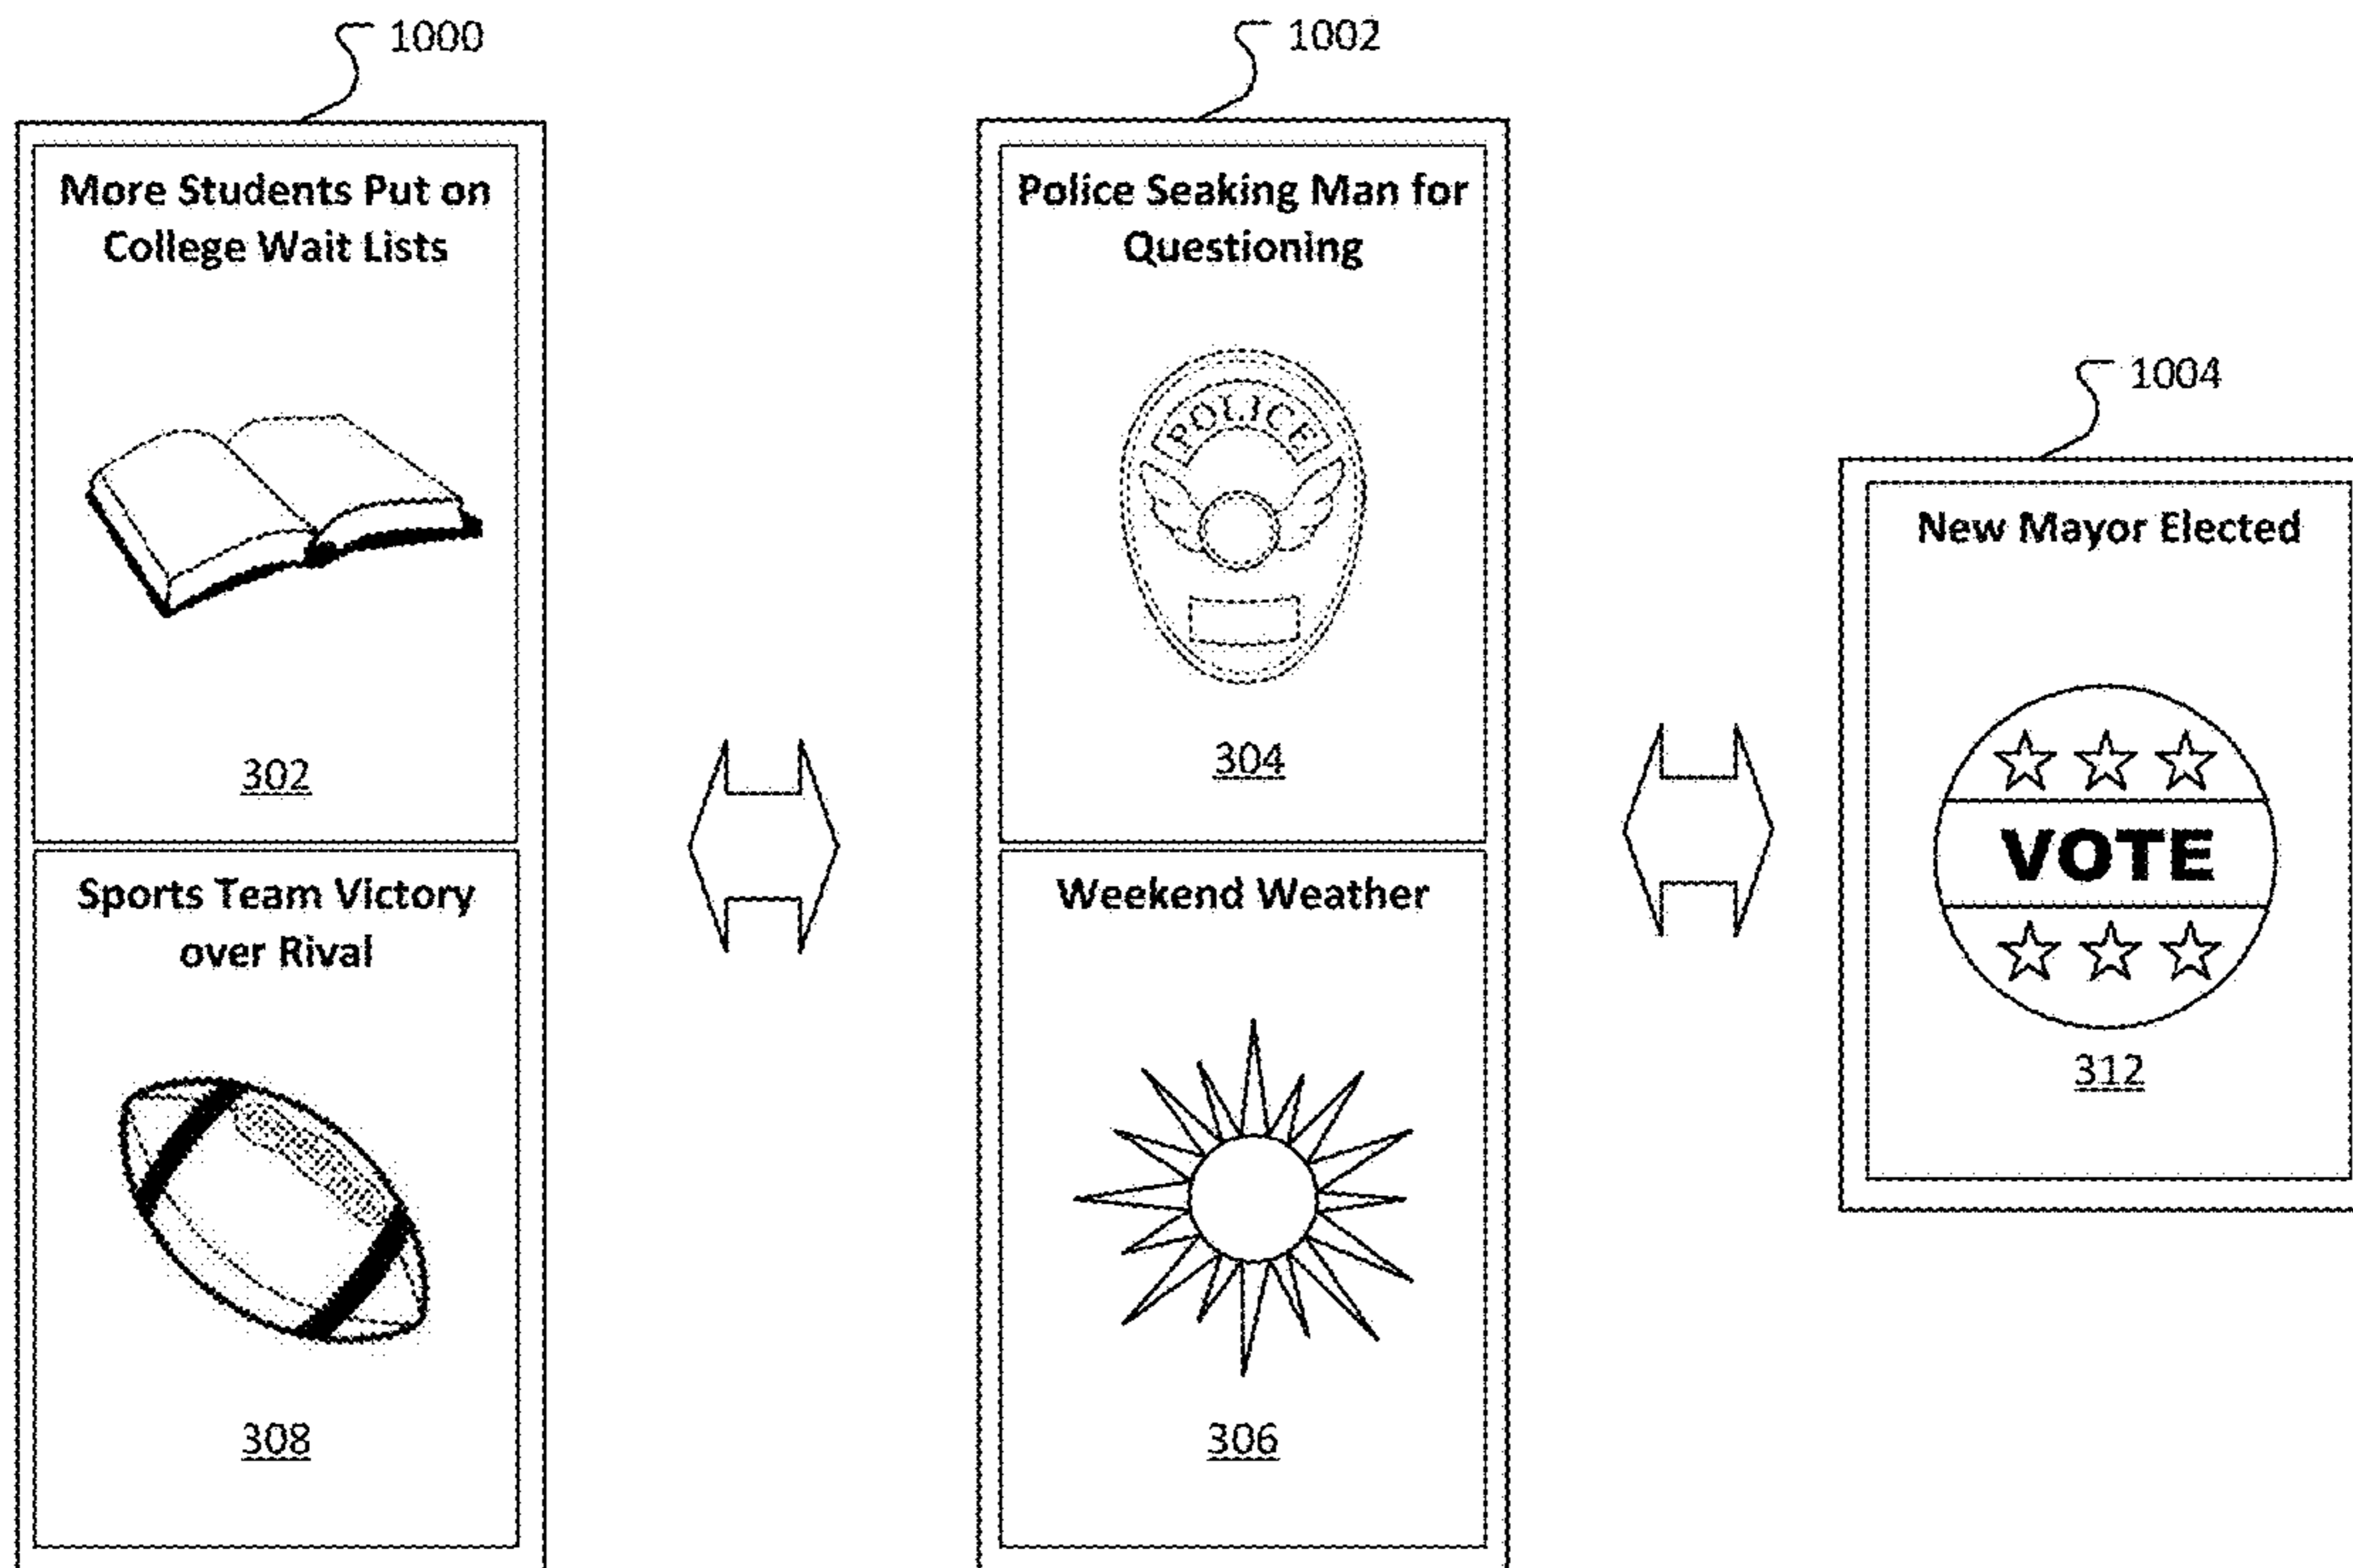 1000
More Students Put on
College Wait Lists
302
Sports Team Victory
over Rival
308
1002
Police Seaking Man for
Questioning
POLICE
304
Weekend Weather
306
1004
New Mayor Elected
VOTE
312